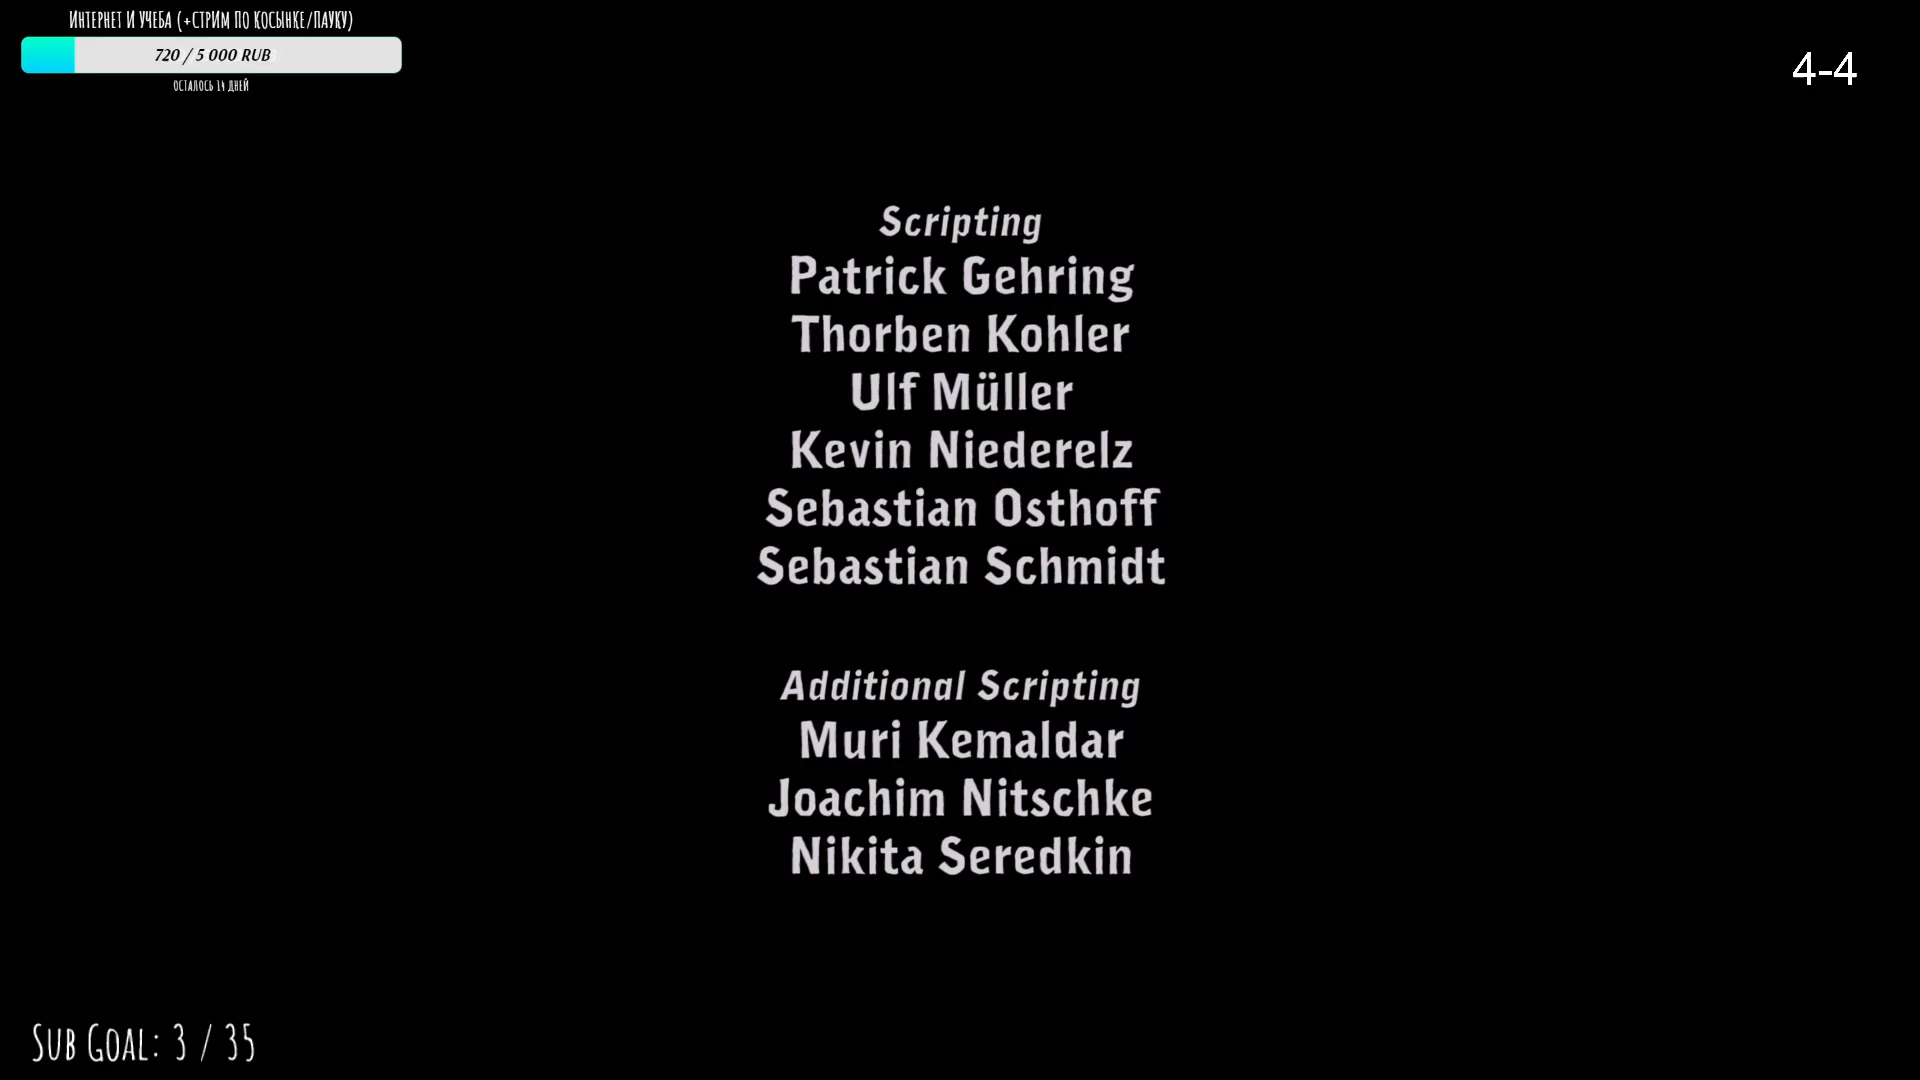 ИНТЕРНЕТ И УЧЕБА (+СТРИМ ПО КОСЫНКЕ/ПАУКУ)
720 / 5 000 RUB
ОСТАЛОСЬ 14 ДНЕЙ
4-4
Scripting
Patrick Gehring
Thorben Kohler
Ulf Müller
Kevin Niederelz
Sebastian Osthoff
Sebastian Schmidt
Additional Scripting
Muri Kemaldar
Joachim Nitschke
Nikita Seredkin
SUB GOAL: 3 / 35